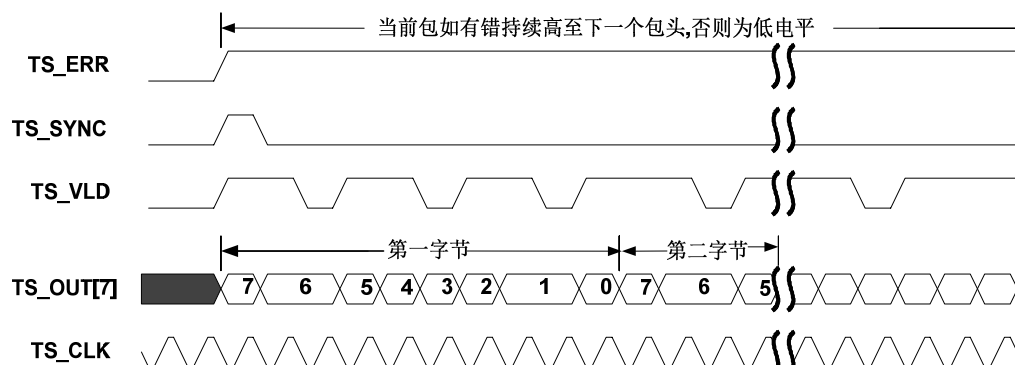 当前包如有错持续高至下一个包头,否则为低电平
TS_ERR
TS_SYNC
TS_VLD
第一字节 第二字节
TS_OUT[7] 7 6 5 4 3 2 1 0 7 6 5
TS_CLK